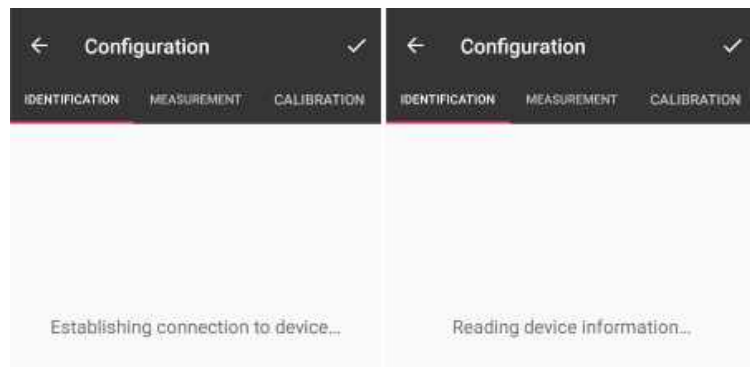 Configuration
IDENTIFICATION MEASUREMENT CALIBRATION
Establishing connection to device...
Configuration
IDENTIFICATION MEASUREMENT CALIBRATION
Reading device information...